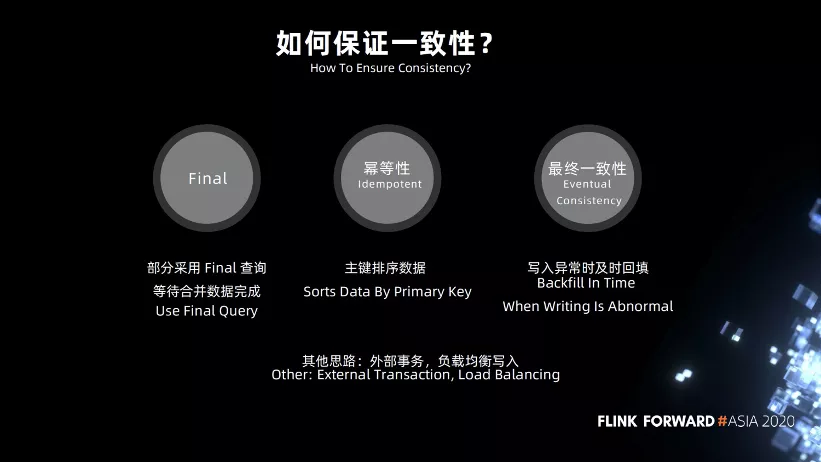 如何保证一致性？
How To Ensure Consistency?
Final
幂等性
Idempotent
最终一致性
Eventual
Consistency
部分采用 Final 查询
等待合并数据完成
Use Final Query
主键排序数据
Sorts Data By Primary Key
写入异常时及时回填
Backfill In Time
When Writing Is Abnormal
其他思路：外部事务，负载均衡写入
Other: External Transaction, Load Balancing
FLINK FORWARD #ASIA 2020